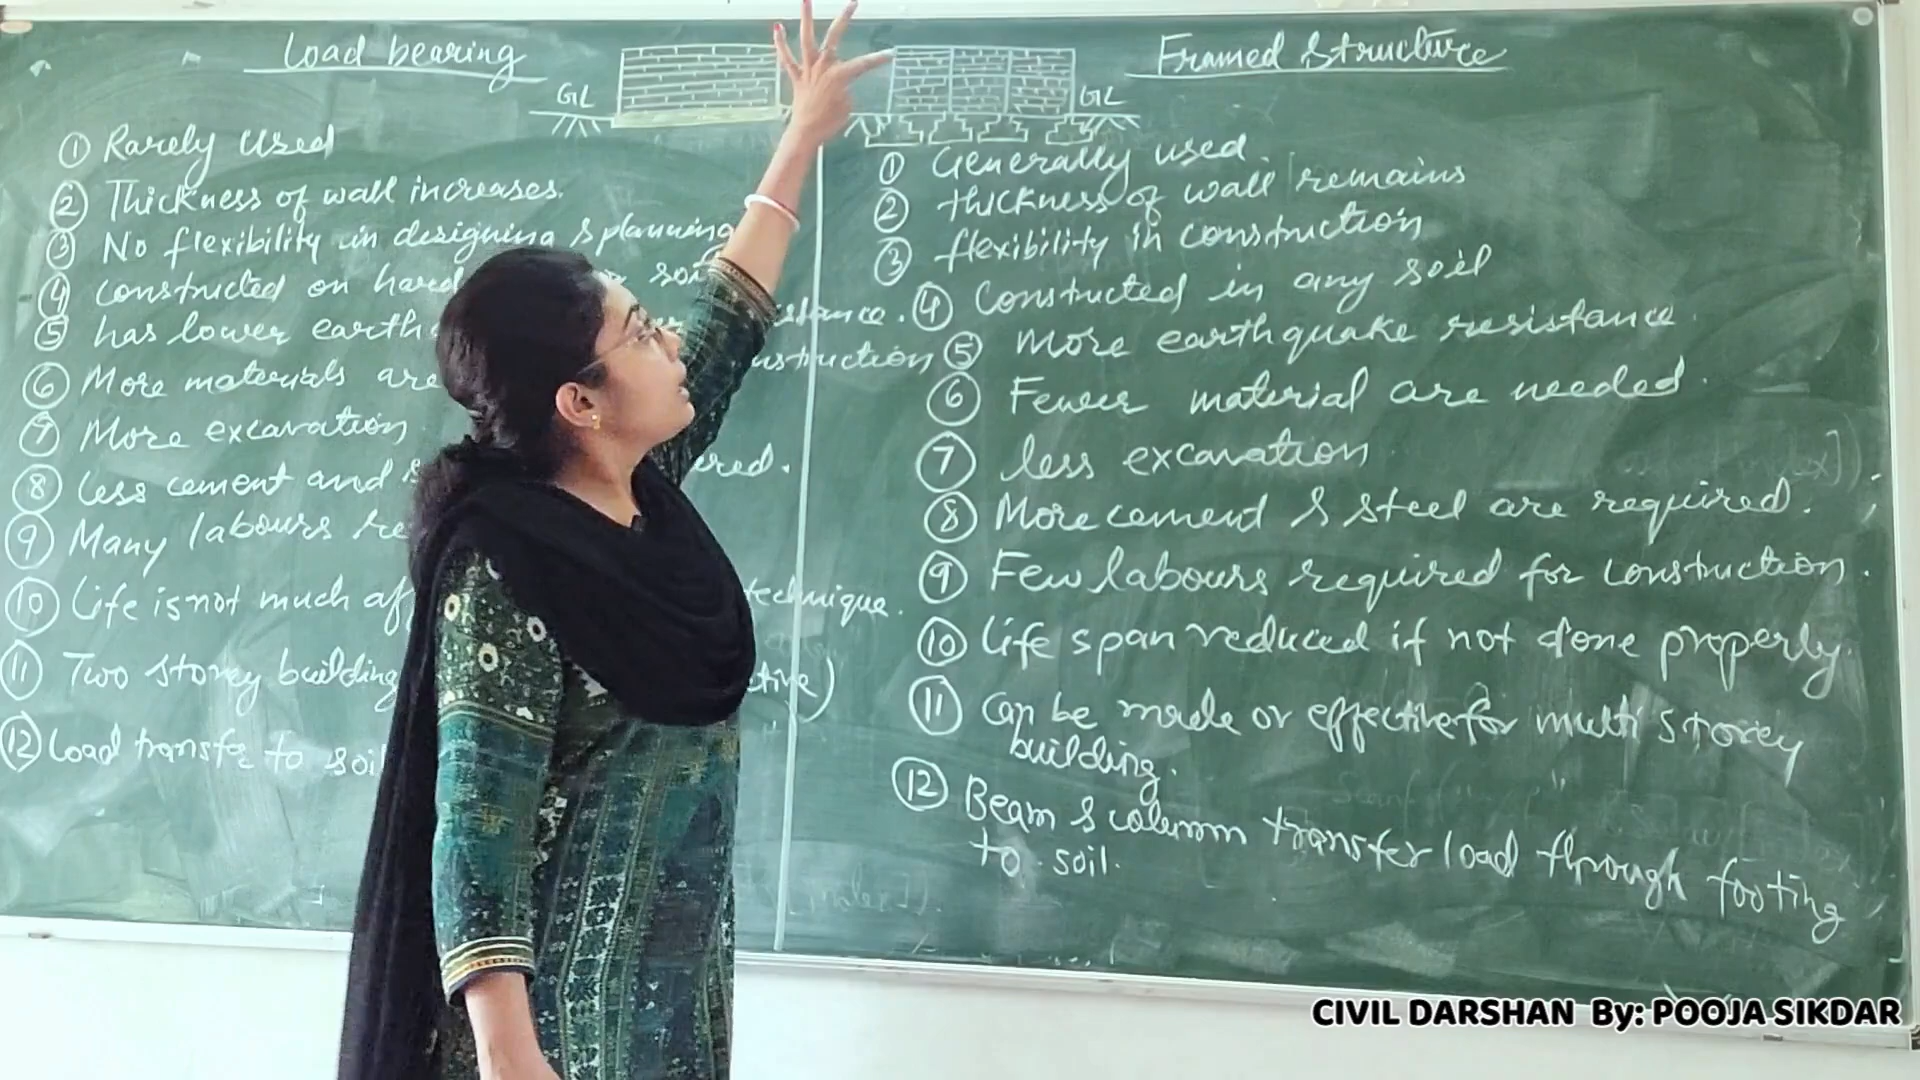 Load bearing
GL
① Rarely used
② Thickness of wall increases.
③ No flexibility in designing & planning
④ constructed on hard soil
⑤ has lower earth
⑥ More materials are construction
⑦ More excavation
⑧ less cement and
⑨ Many labours
⑩ Life is not much technique.
⑪ Two storey building
⑫ Load transfer to soil
Framed Structure
GL
① Generally used
② thickness of wall remains
③ flexibility in construction
④ Constructed in any soil
⑤ More earthquake resistance
⑥ Fewer material are needed.
⑦ less excavation
⑧ More cement & steel are required.
⑨ Few labours required for construction.
⑩ Life span reduced if not done properly.
⑪ Can be made or effective for multi storey
building.
⑫ Beam & column transfer load through footing
to soil.
CIVIL DARSHAN By: POOJA SIKDAR